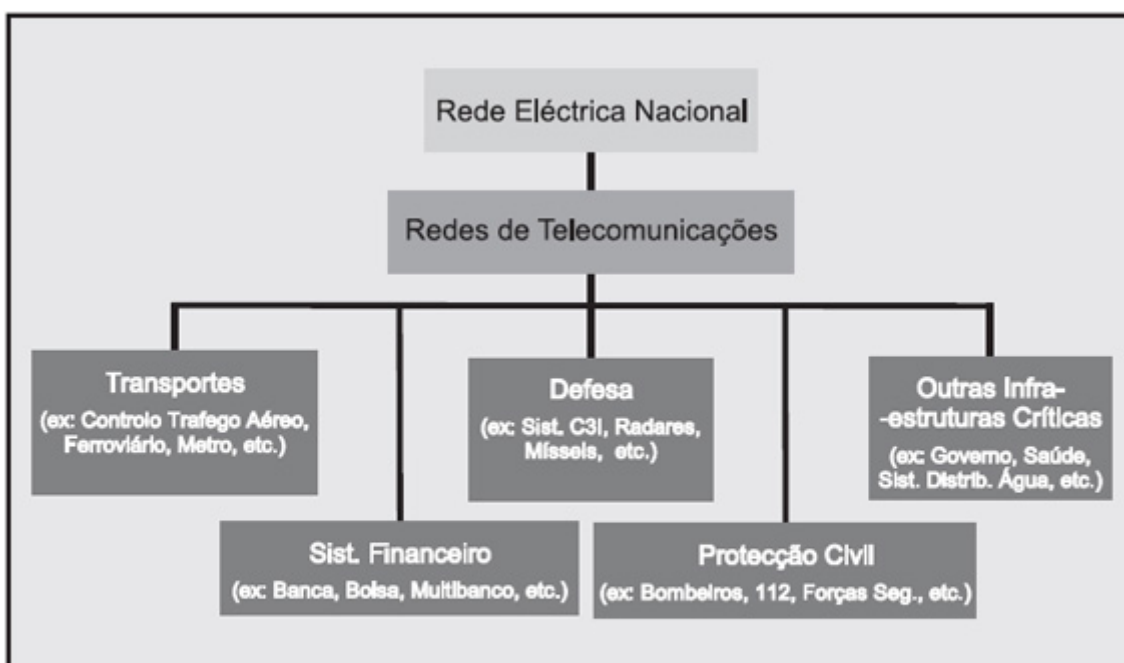 Rede Eléctrica Nacional
Redes de Telecomunicações
Transportes
(ex: Controlo Trafego Aéreo,
Ferroviário, Metro, etc.)
Defesa
(ex: Sist. C3I, Radares,
Mísseis, etc.)
Outras Infra-
-estruturas Críticas
(ex: Governo, Saúde,
Sist. Distrib. Água, etc.)
Sist. Financeiro
(ex: Banca, Bolsa, Multibanco, etc.)
Protecção Civil
(ex: Bombeiros, 112, Forças Seg., etc.)